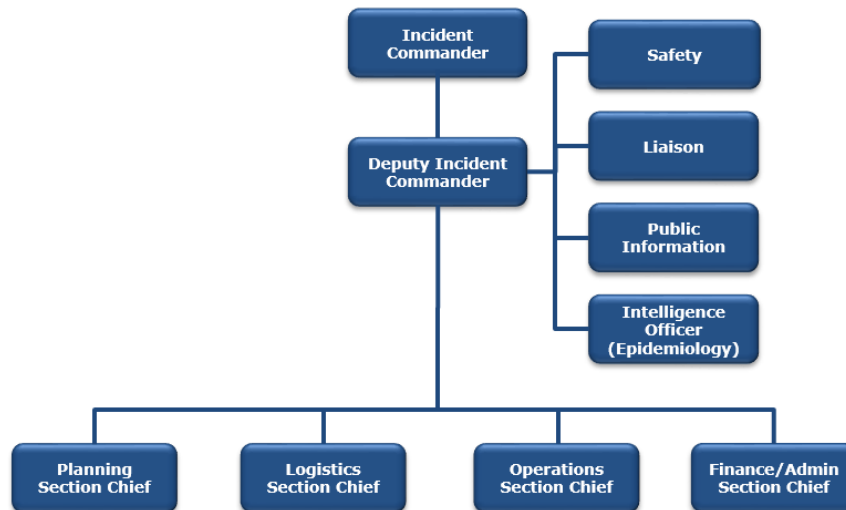 Incident
Commander
Safety
Liaison
Deputy Incident
Commander
Public
Information
Intelligence
Officer
(Epidemiology)
Planning
Section Chief
Logistics
Section Chief
Operations
Section Chief
Finance/Admin
Section Chief